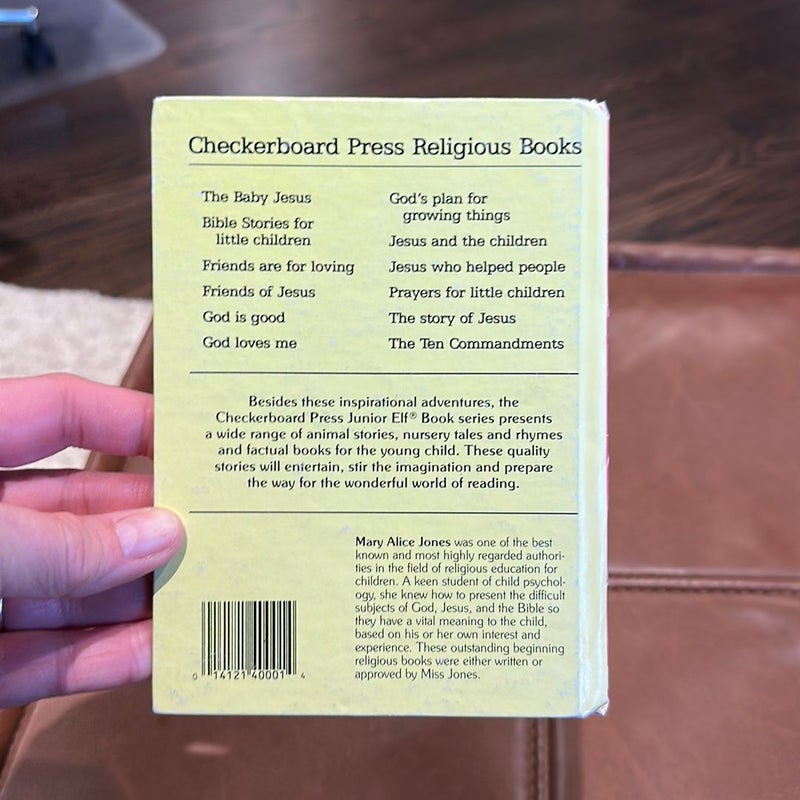 Checkerboard Press Religious Books
The Baby Jesus
Bible Stories for
little children
Friends are for loving
Friends of Jesus
God is good
God loves me
God's plan for
growing things
Jesus and the children
Jesus who helped people
Prayers for little children
The story of Jesus
The Ten Commandments
Besides these inspirational adventures, the
Checkerboard Press Junior Elf® Book series presents
a wide range of animal stories, nursery tales and rhymes
and factual books for the young child. These quality
stories will entertain, stir the imagination and prepare
the way for the wonderful world of reading.
Mary Alice Jones was one of the best
known and most highly regarded authori-
ties in the field of religious education for
children. A keen student of child psychol-
ogy, she knew how to present the difficult
subjects of God, Jesus, and the Bible so
they have a vital meaning to the child,
based on his or her own interest and
experience. These outstanding beginning
religious books were either written or
approved by Miss Jones.
0 14121 40001 4